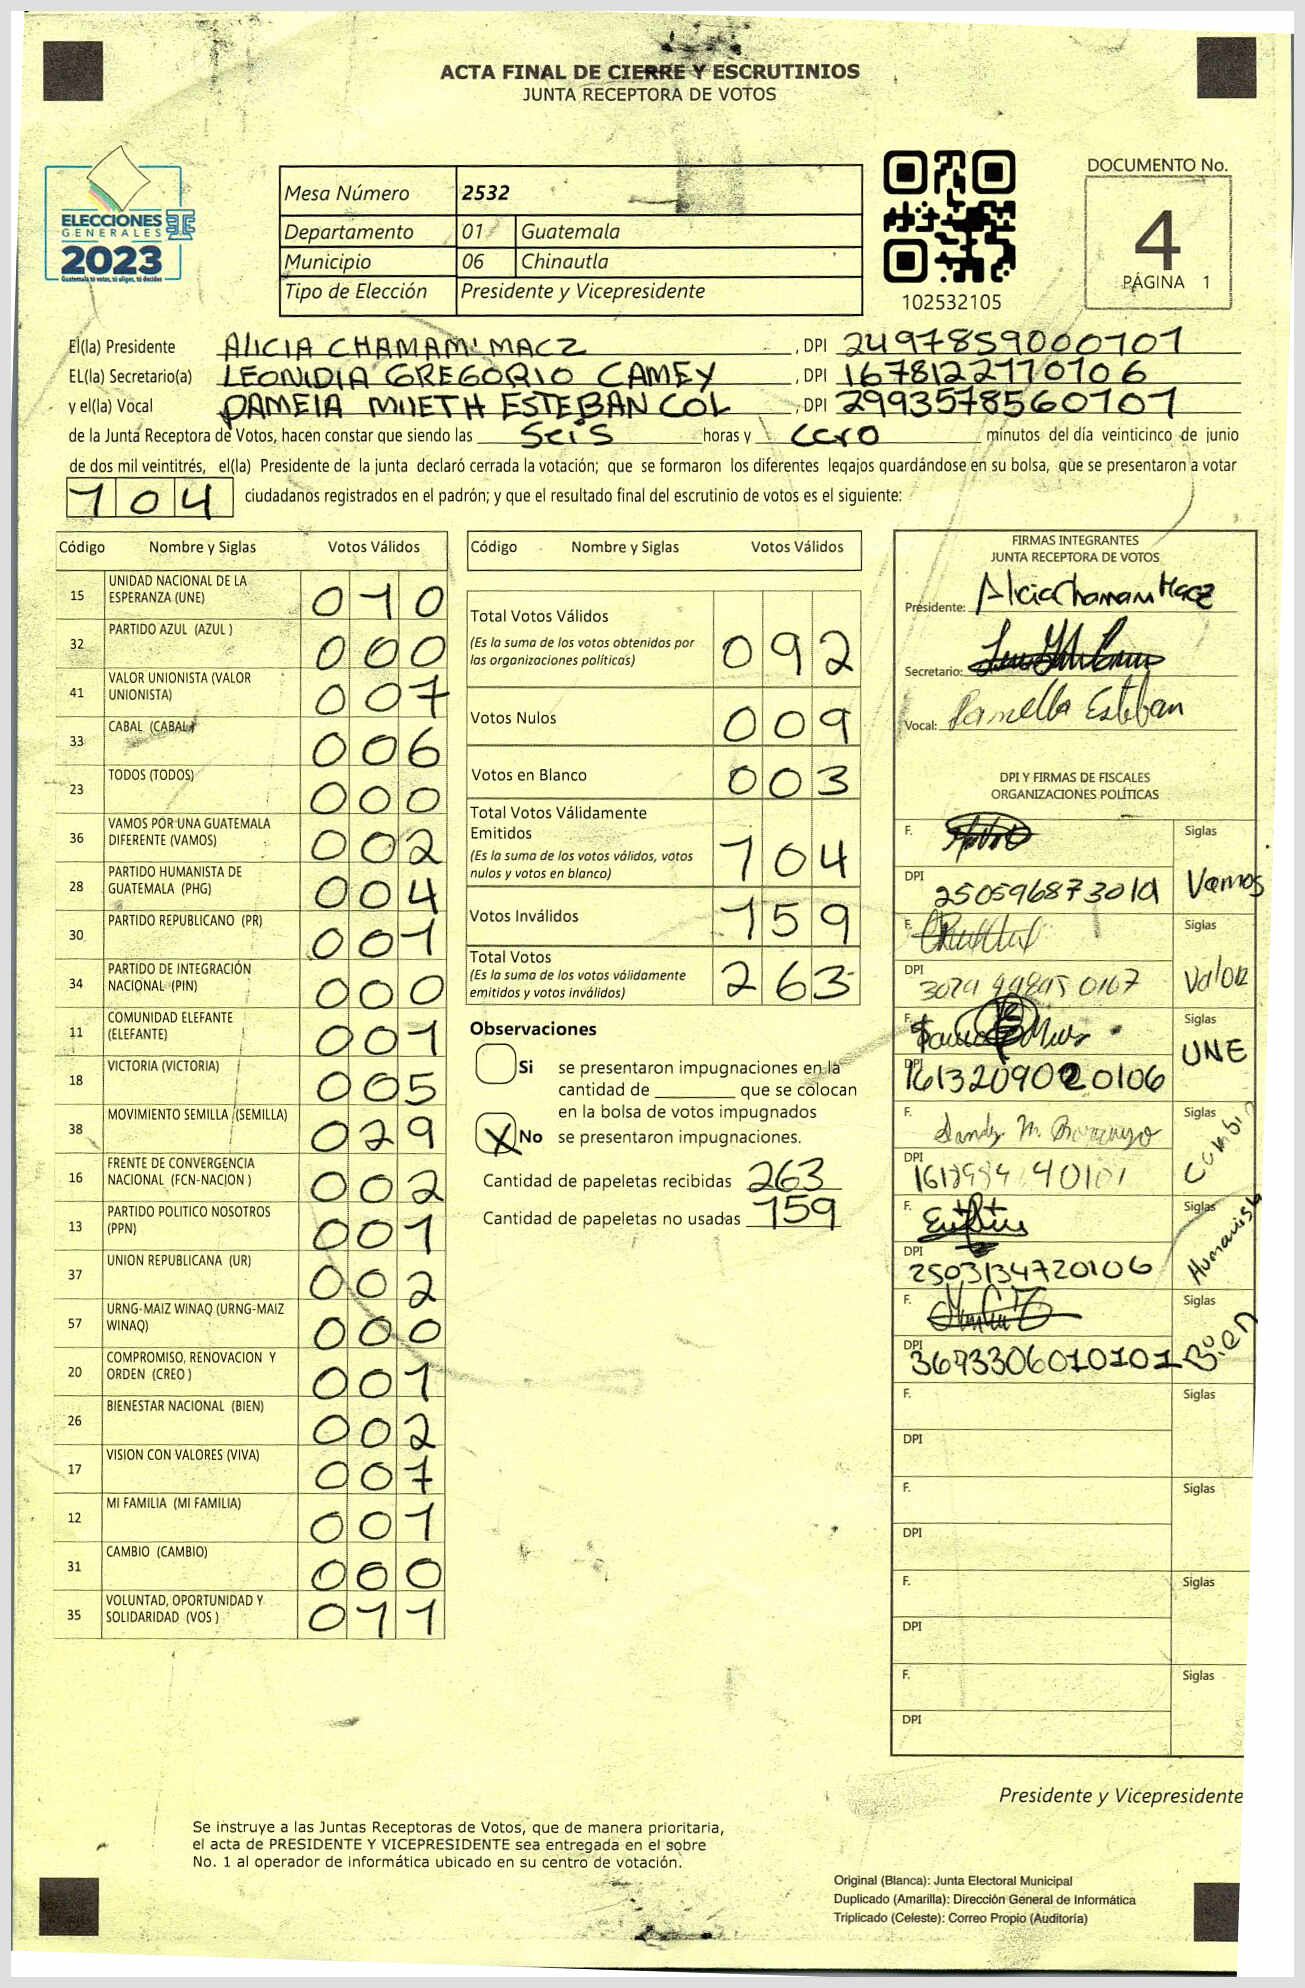 ACTA FINAL DE CIERRE Y ESCRUTINIOS
JUNTA RECEPTORA DE VOTOS
ELECCIONES
GENERALES
2023
Guatemala tú votas, tú eliges, tú decides
Mesa Número 2532
Departamento 01 Guatemala
Municipio 06 Chinautla
Tipo de Elección Presidente y Vicepresidente
102532105
DOCUMENTO No.
4
PÁGINA 1
El(la) Presidente ALICIA CHAMAM MACZ , DPI 2497859000101
EL(la) Secretario(a) LEONIDIA GREGORIO CAMEY , DPI 1678122170106
y el(la) Vocal PAMELA ESTEBAN COL , DPI 2993578560101
de la Junta Receptora de Votos, hacen constar que siendo las Seis horas y cero minutos del día veinticinco de junio
de dos mil veintitrés, el(la) Presidente de la junta declaró cerrada la votación; que se formaron los diferentes legajos guardándose en su bolsa, que se presentaron a votar
104 ciudadanos registrados en el padrón; y que el resultado final del escrutinio de votos es el siguiente:
Código Nombre y Siglas Votos Válidos
15 UNIDAD NACIONAL DE LA ESPERANZA (UNE) 010
32 PARTIDO AZUL (AZUL ) 000
41 VALOR UNIONISTA (VALOR UNIONISTA) 007
33 CABAL (CABAL) 006
23 TODOS (TODOS) 000
36 VAMOS POR UNA GUATEMALA DIFERENTE (VAMOS) 002
28 PARTIDO HUMANISTA DE GUATEMALA (PHG) 004
30 PARTIDO REPUBLICANO (PR) 001
34 PARTIDO DE INTEGRACIÓN NACIONAL (PIN) 000
11 COMUNIDAD ELEFANTE (ELEFANTE) 001
18 VICTORIA (VICTORIA) 005
38 MOVIMIENTO SEMILLA (SEMILLA) 029
16 FRENTE DE CONVERGENCIA NACIONAL (FCN-NACION ) 002
13 PARTIDO POLITICO NOSOTROS (PPN) 001
37 UNION REPUBLICANA (UR) 002
57 URNG-MAIZ WINAQ (URNG-MAIZ WINAQ) 000
20 COMPROMISO, RENOVACION Y ORDEN (CREO ) 001
26 BIENESTAR NACIONAL (BIEN) 002
17 VISION CON VALORES (VIVA) 007
12 MI FAMILIA (MI FAMILIA) 001
31 CAMBIO (CAMBIO) 000
35 VOLUNTAD, OPORTUNIDAD Y SOLIDARIDAD (VOS ) 011
Código Nombre y Siglas Votos Válidos
Total Votos Válidos 092
(Es la suma de los votos obtenidos por
las organizaciones políticas)
Votos Nulos 009
Votos en Blanco 003
Total Votos Válidamente
Emitidos 104
(Es la suma de los votos válidos, votos
nulos y votos en blanco)
Votos Inválidos 159
Total Votos 263
(Es la suma de los votos válidamente
emitidos y votos inválidos)
Observaciones
Si se presentaron impugnaciones en la
cantidad de ________ que se colocan
en la bolsa de votos impugnados
X No se presentaron impugnaciones.
Cantidad de papeletas recibidas 263
Cantidad de papeletas no usadas 159
FIRMAS INTEGRANTES
JUNTA RECEPTORA DE VOTOS
Presidente: Alicia Chamam Macz
Secretario:
Vocal: Pamella Esteban
DPI Y FIRMAS DE FISCALES
ORGANIZACIONES POLÍTICAS
F. Siglas
DPI Vamos
F. Siglas
DPI Valor
F. Siglas
DPI 1613209020106 UNE
F. Sandy M. Siglas
DPI Cambio
F. Siglas
DPI 2503134720106 Humanista
F. Siglas
DPI 3693306010101 Bien
F. Siglas
DPI
F. Siglas
DPI
F. Siglas
DPI
F. Siglas
DPI
Presidente y Vicepresidente
Se instruye a las Juntas Receptoras de Votos, que de manera prioritaria,
el acta de PRESIDENTE Y VICEPRESIDENTE sea entregada en el sobre
No. 1 al operador de informática ubicado en su centro de votación.
Original (Blanca): Junta Electoral Municipal
Duplicado (Amarilla): Dirección General de Informática
Triplicado (Celeste): Correo Propio (Auditoría)